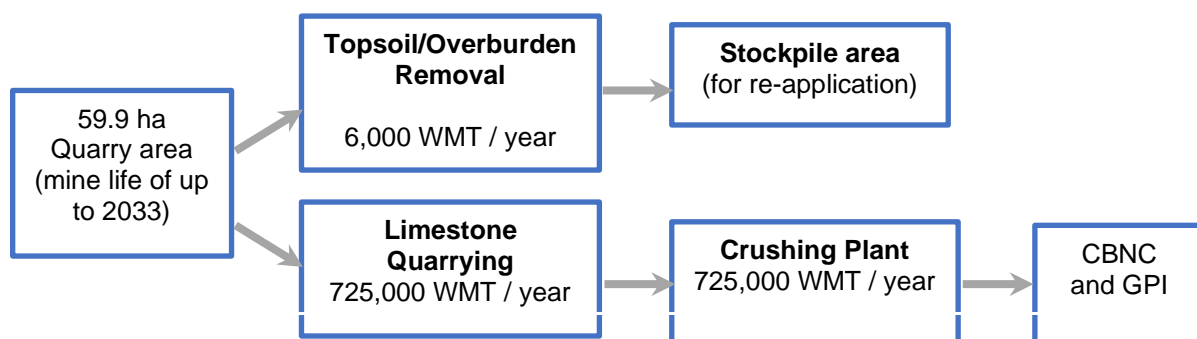 59.9 ha
Quarry area
(mine life of up
to 2033)
Topsoil/Overburden
Removal
6,000 WMT / year
Stockpile area
(for re-application)
Limestone
Quarrying
725,000 WMT / year
Crushing Plant
725,000 WMT / year
CBNC
and GPI